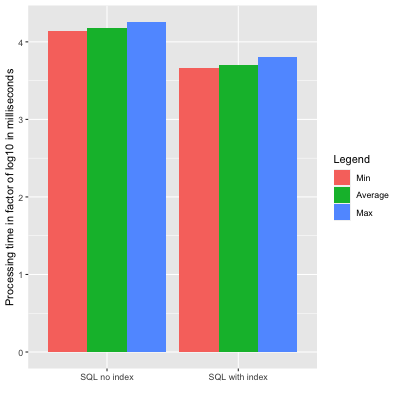 Processing time in factor of log10 in milliseconds
4
3
2
1
0
SQL no index
SQL with index
Legend
Min
Average
Max